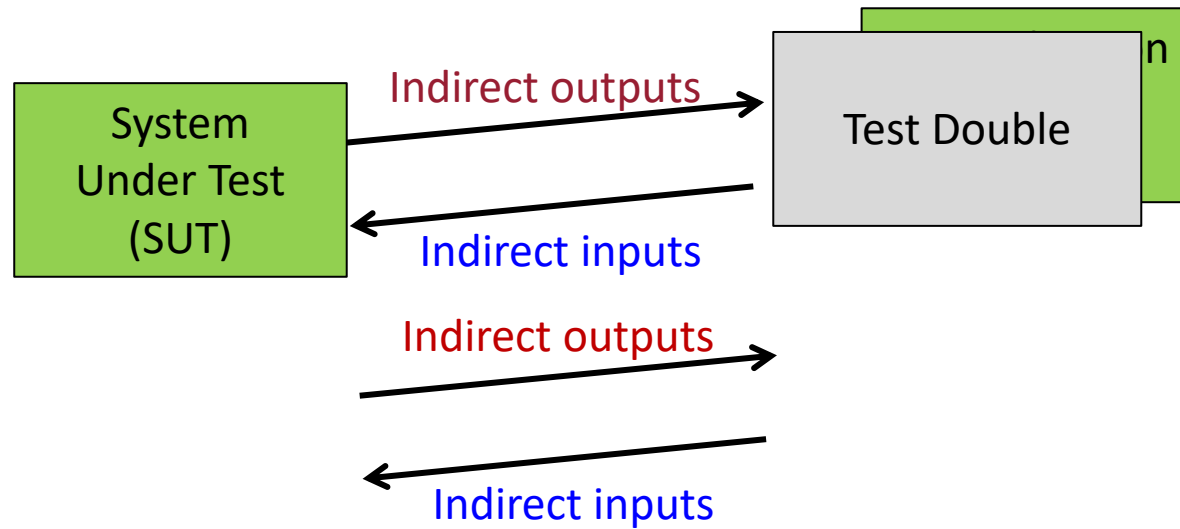 Indirect outputs
System
Under Test
(SUT)
Test Double
Indirect inputs
Indirect outputs
Indirect inputs